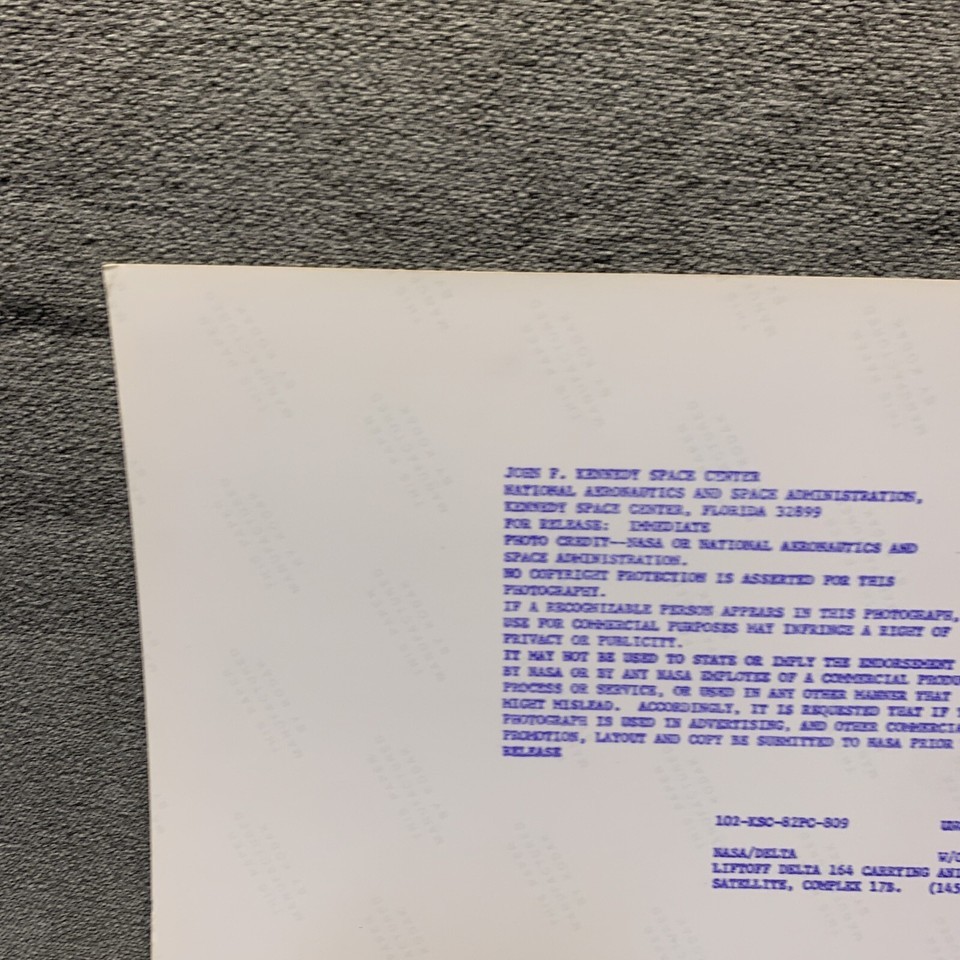 JOHN F. KENNEDY SPACE CENTER
NATIONAL AERONAUTICS AND SPACE ADMINISTRATION,
KENNEDY SPACE CENTER, FLORIDA 32899
FOR RELEASE: IMMEDIATE
PHOTO CREDIT--NASA OR NATIONAL AERONAUTICS AND
SPACE ADMINISTRATION.
NO COPYRIGHT PROTECTION IS ASSERTED FOR THIS
PHOTOGRAPHY.
IF A RECOGNIZABLE PERSON APPEARS IN THIS PHOTOGRAPH,
USE FOR COMMERCIAL PURPOSES MAY INFRINGE A RIGHT OF
PRIVACY OR PUBLICITY.
IT MAY NOT BE USED TO STATE OR IMPLY THE ENDORSEMENT
BY NASA OR BY ANY NASA EMPLOYEE OF A COMMERCIAL
PROCESS OR SERVICE, OR USED IN ANY OTHER MANNER THAT
MIGHT MISLEAD. ACCORDINGLY, IT IS REQUESTED THAT IF
PHOTOGRAPH IS USED IN ADVERTISING, AND OTHER
PROMOTION, LAYOUT AND COPY BE SUBMITTED TO NASA PRIOR
RELEASE
102-KSC-82PC-809
NASA/DELTA
LIFTOFF DELTA 164 CARRYING
SATELLITE, COMPLEX 17B. (145